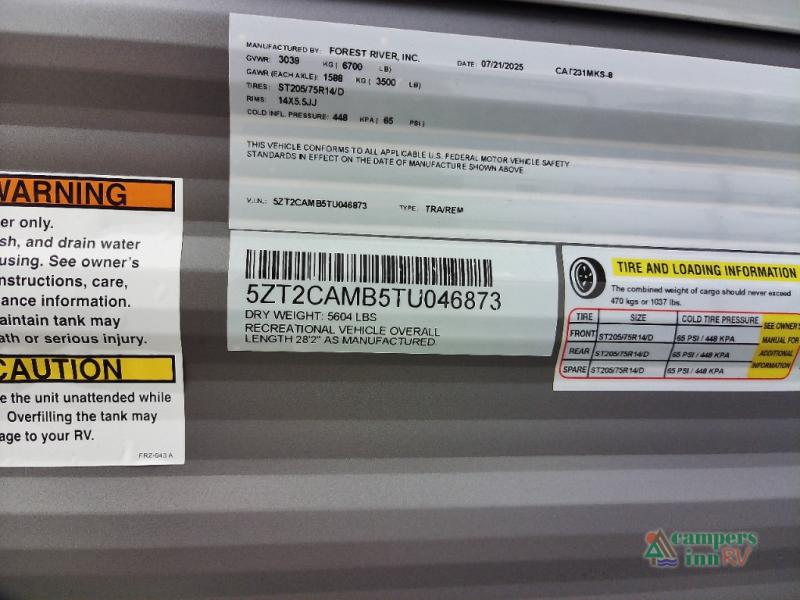 MANUFACTURED BY: FOREST RIVER, INC. DATE: 07/21/2025 CAT231MKS-8
GVWR: 3039 KG ( 6700 LB)
GAWR (EACH AXLE): 1588 KG ( 3500 LB)
TIRES: ST205/75R14/D
RIMS: 14X5.5JJ
COLD INFL. PRESSURE: 448 KPA ( 65 PSI)
THIS VEHICLE CONFORMS TO ALL APPLICABLE U.S. FEDERAL MOTOR VEHICLE SAFETY
STANDARDS IN EFFECT ON THE DATE OF MANUFACTURE SHOWN ABOVE
V.I.N.: 5ZT2CAMB5TU046873 TYPE: TRA/REM
WARNING
er only.
sh, and drain water
using. See owner's
nstructions, care,
ance information.
aintain tank may
ath or serious injury.
CAUTION
e the unit unattended while
Overfilling the tank may
age to your RV.
FRZ-043 A
5ZT2CAMB5TU046873
DRY WEIGHT: 5604 LBS
RECREATIONAL VEHICLE OVERALL
LENGTH 28'2" AS MANUFACTURED.
TIRE AND LOADING INFORMATION
The combined weight of cargo should never exceed
470 kgs or 1037 lbs.
TIRE SIZE COLD TIRE PRESSURE
FRONT ST205/75R14/D 65 PSI / 448 KPA
REAR ST205/75R14/D 65 PSI / 448 KPA
SPARE ST205/75R14/D 65 PSI / 448 KPA
SEE OWNER'S
MANUAL FOR
ADDITIONAL
INFORMATION
campers
inn RV